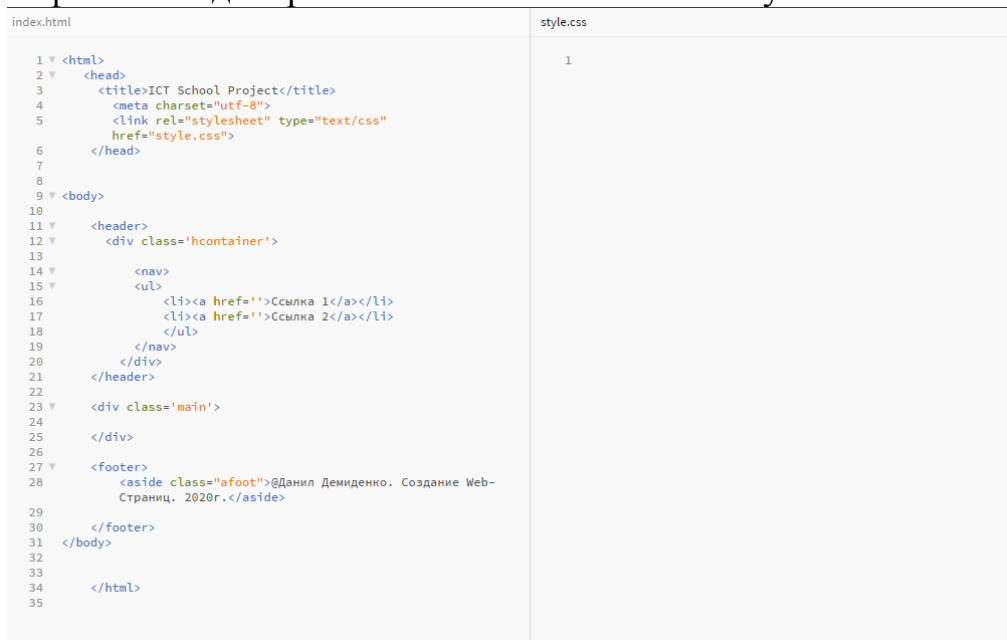 index.html
style.css
1 <html>
2 <head>
3 <title>ICT School Project</title>
4 <meta charset="utf-8">
5 <link rel="stylesheet" type="text/css"
href="style.css">
6 </head>
7
8
9 <body>
10
11 <header>
12 <div class='hcontainer'>
13
14 <nav>
15 <ul>
16 <li><a href=''>Ссылка 1</a></li>
17 <li><a href=''>Ссылка 2</a></li>
18 </ul>
19 </nav>
20 </div>
21 </header>
22
23 <div class='main'>
24
25 </div>
26
27 <footer>
28 <aside class="afoot">@Данил Демиденко. Создание Web-
Страниц. 2020г.</aside>
29
30 </footer>
31 </body>
32
33
34 </html>
35
1